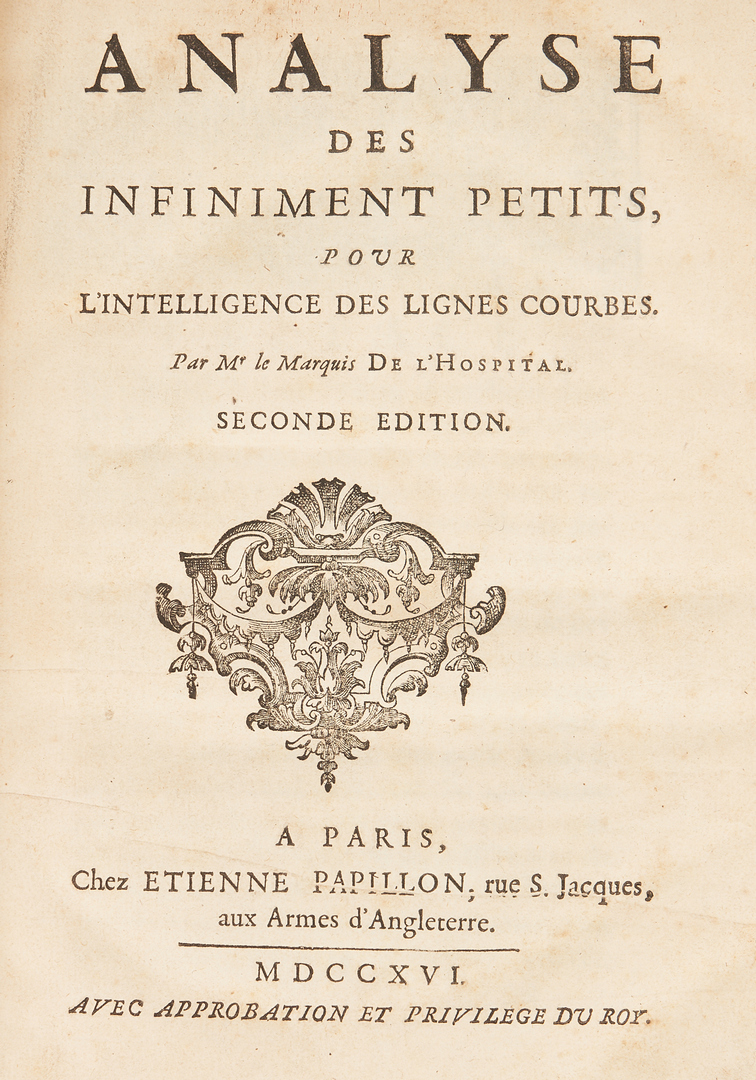 ANALYSE
DES
INFINIMENT PETITS,
POUR
L'INTELLIGENCE DES LIGNES COURBES.
Par Mr le Marquis DE L'HOSPITAL.
SECONDE EDITION.
A PARIS,
Chez ETIENNE PAPILLON, rue S. Jacques,
aux Armes d'Angleterre.
MDCCXVI.
AVEC APPROBATION ET PRIVILEGE DU ROY.